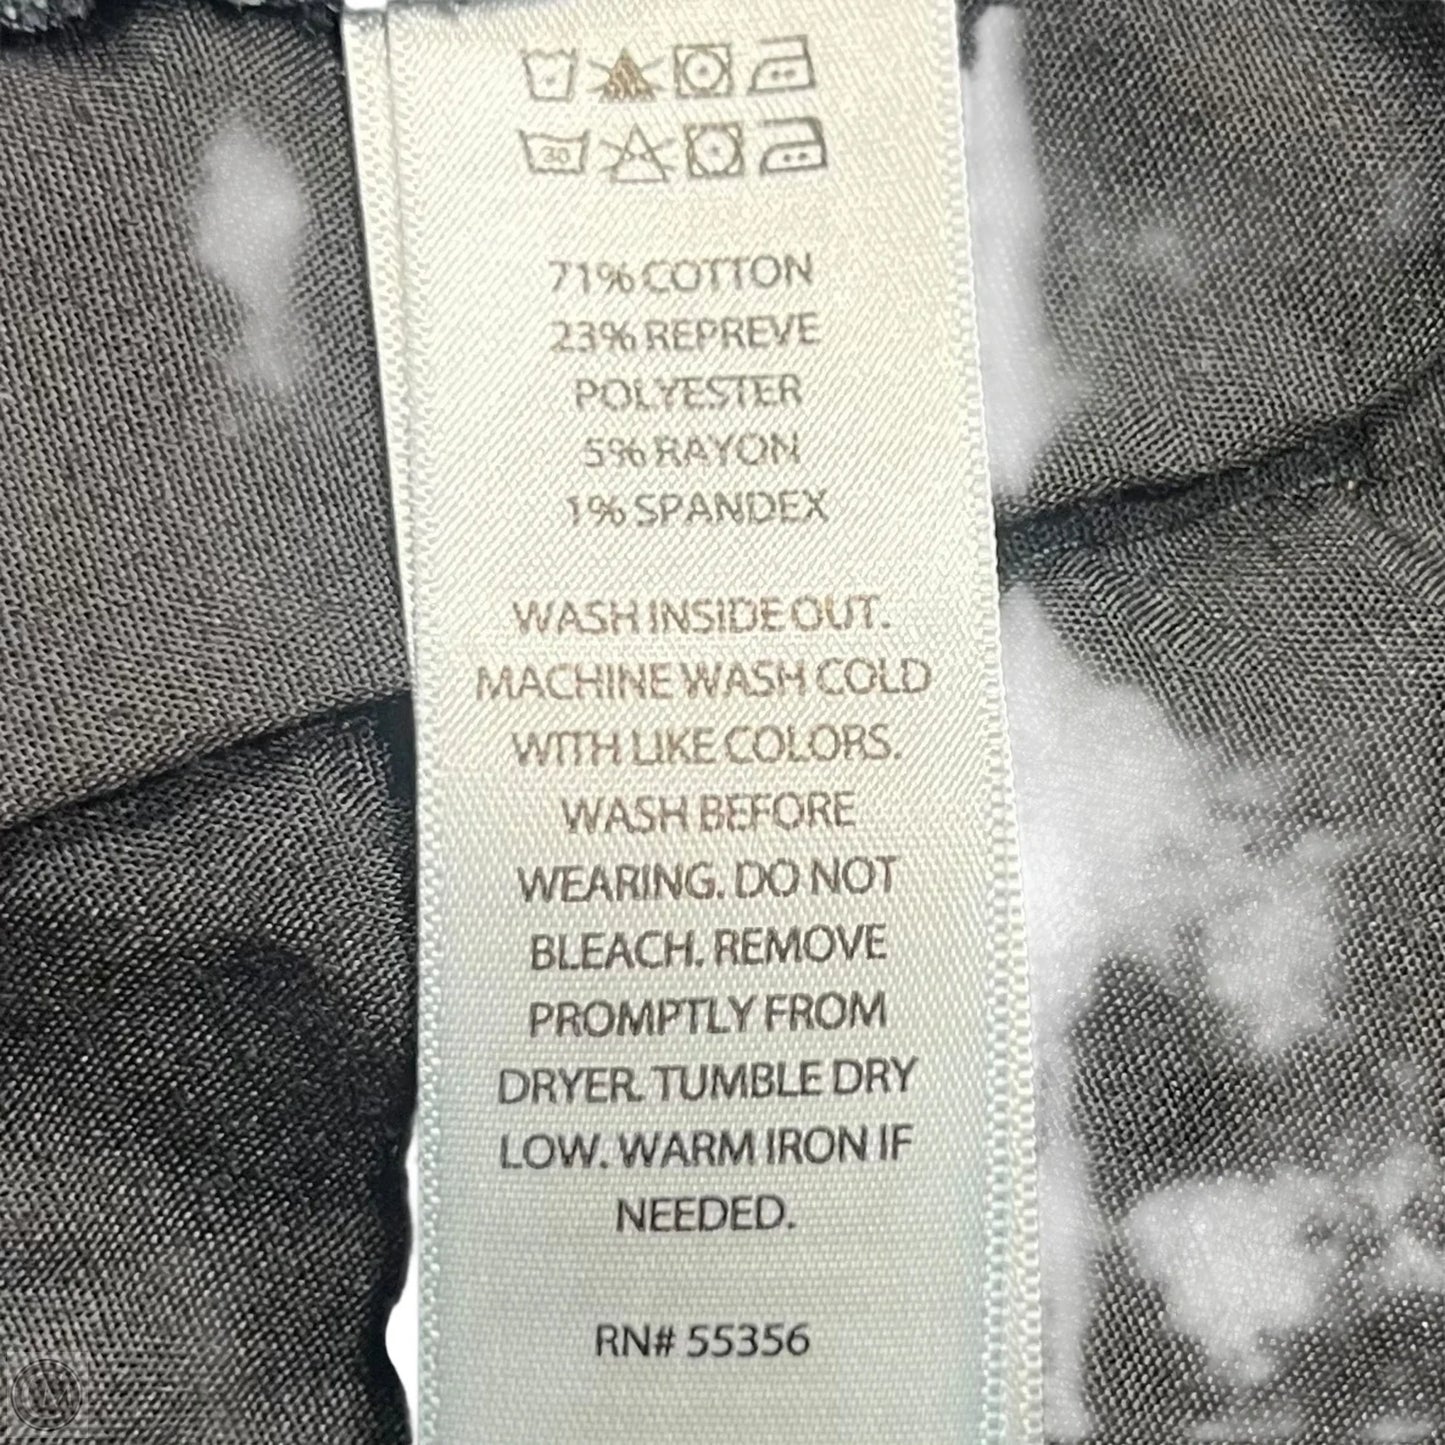 30
71% COTTON
23% REPREVE
POLYESTER
5% RAYON
1% SPANDEX
WASH INSIDE OUT.
MACHINE WASH COLD
WITH LIKE COLORS.
WASH BEFORE
WEARING. DO NOT
BLEACH. REMOVE
PROMPTLY FROM
DRYER. TUMBLE DRY
LOW. WARM IRON IF
NEEDED.
RN# 55356